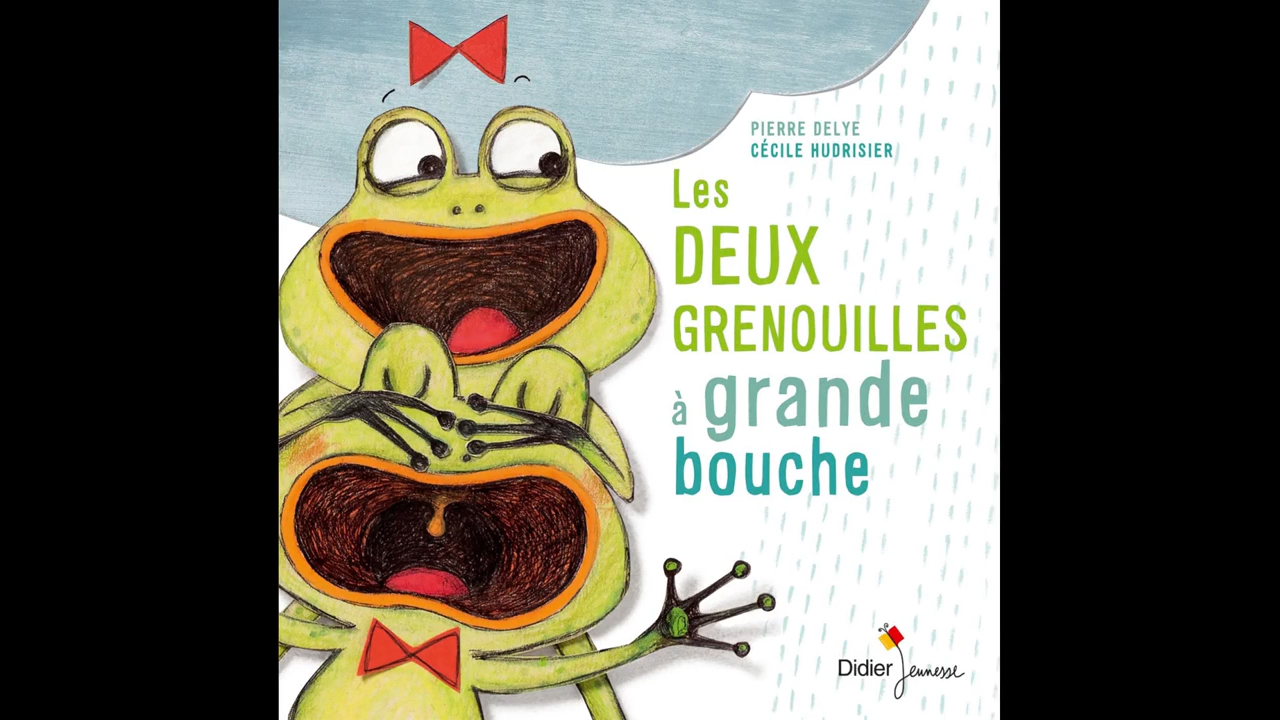 PIERRE DELYE
CÉCILE HUDRISIER
Les
DEUX
GRENOUILLES
à grande
bouche
Didier Jeunesse